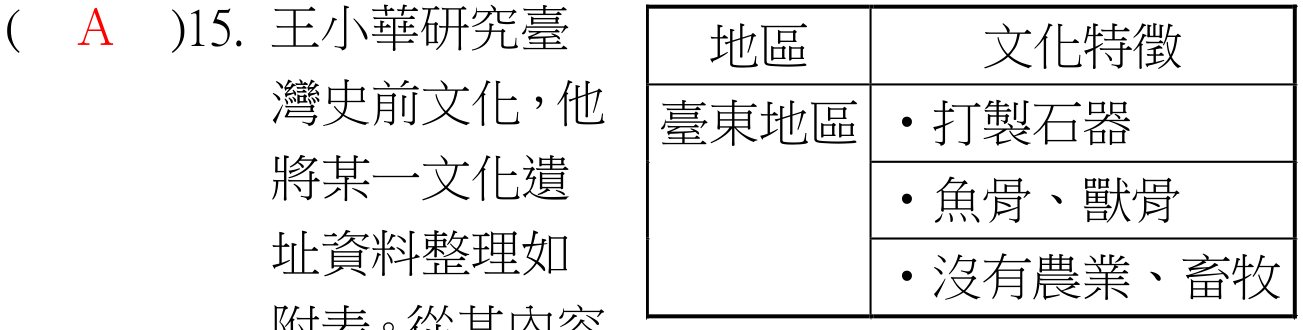 ( A )15. 王小華研究臺
灣史前文化，他
將某一文化遺
址資料整理如
附表。從其內容
地區 文化特徵
臺東地區 ・打製石器
・魚骨、獸骨
・沒有農業、畜牧